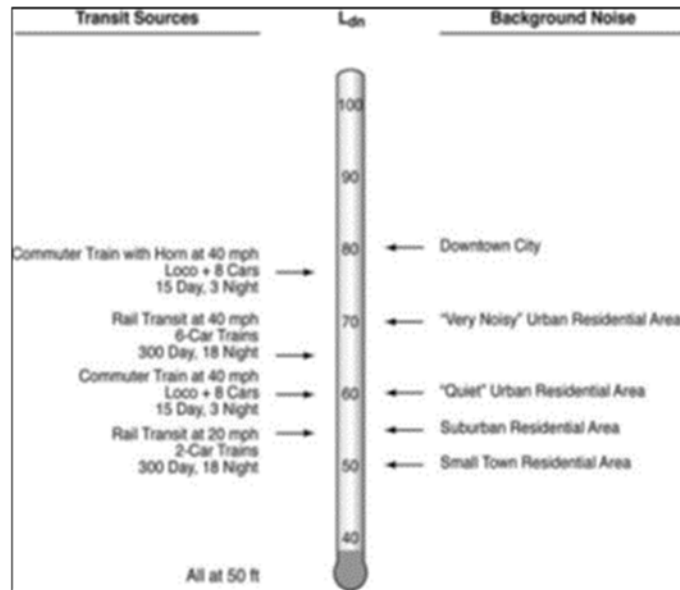 Transit Sources
Ldn
Background Noise
100
90
80
70
60
50
40
Commuter Train with Horn at 40 mph
Loco + 8 Cars
15 Day, 3 Night
Rail Transit at 40 mph
6-Car Trains
300 Day, 18 Night
Commuter Train at 40 mph
Loco + 8 Cars
15 Day, 3 Night
Rail Transit at 20 mph
2-Car Trains
300 Day, 18 Night
All at 50 ft
Downtown City
"Very Noisy" Urban Residential Area
"Quiet" Urban Residential Area
Suburban Residential Area
Small Town Residential Area